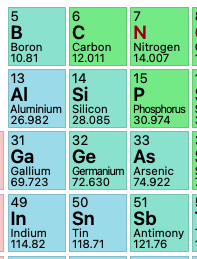 5 6 7
B C N
Boron Carbon Nitrogen
10.81 12.011 14.007
13 14 15
Al Si P
Aluminium Silicon Phosphorus
26.982 28.085 30.974
31 32 33
Ga Ge As
Gallium Germanium Arsenic
69.723 72.630 74.922
49 50 51
In Sn Sb
Indium Tin Antimony
114.82 118.71 121.76